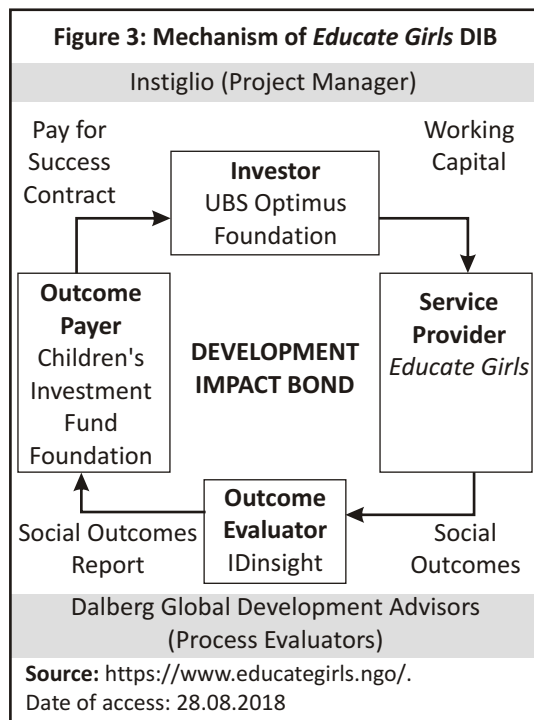 Figure 3: Mechanism of Educate Girls DIB
Instiglio (Project Manager)
Pay for
Success
Contract
Working
Capital
Investor
UBS Optimus
Foundation
Outcome
Payer
Children's
Investment
Fund
Foundation
DEVELOPMENT
IMPACT BOND
Service
Provider
Educate Girls
Outcome
Evaluator
IDinsight
Social Outcomes
Report
Social
Outcomes
Dalberg Global Development Advisors
(Process Evaluators)
Source: https://www.educategirls.ngo/.
Date of access: 28.08.2018